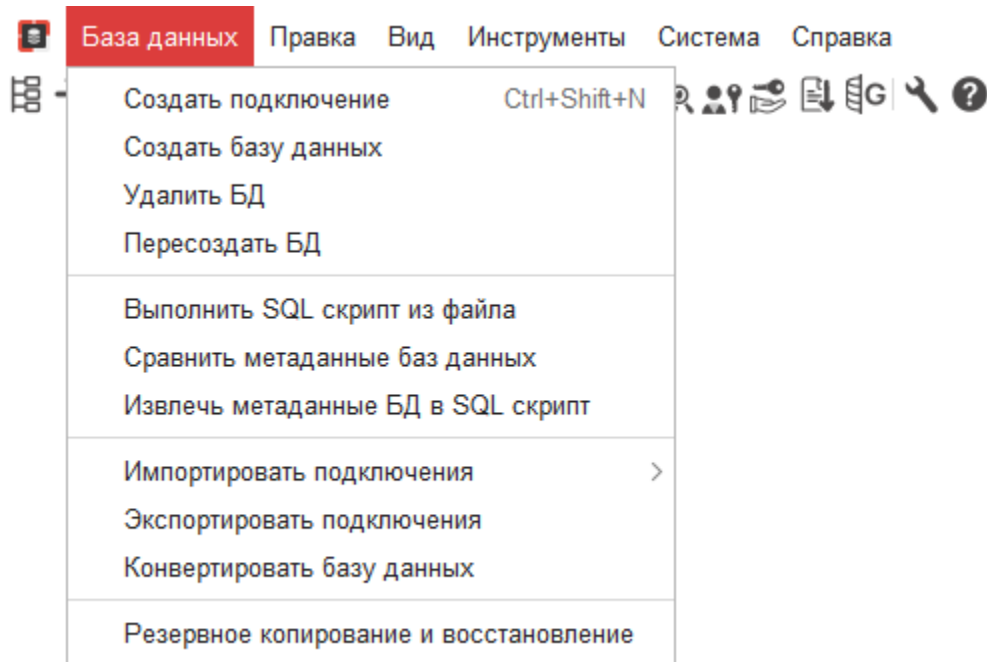 База данных Правка Вид Инструменты Система Справка
Создать подключение Ctrl+Shift+N
Создать базу данных
Удалить БД
Пересоздать БД
Выполнить SQL скрипт из файла
Сравнить метаданные баз данных
Извлечь метаданные БД в SQL скрипт
Импортировать подключения
Экспортировать подключения
Конвертировать базу данных
Резервное копирование и восстановление